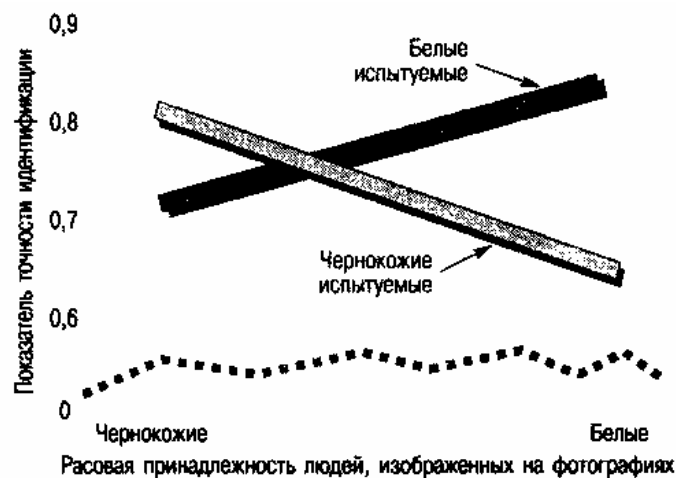 Показатель точности идентификации
0,9
0,8
0,7
0,6
0
Белые
испытуемые
Чернокожие
испытуемые
Чернокожие
Белые
Расовая принадлежность людей, изображенных на фотографиях